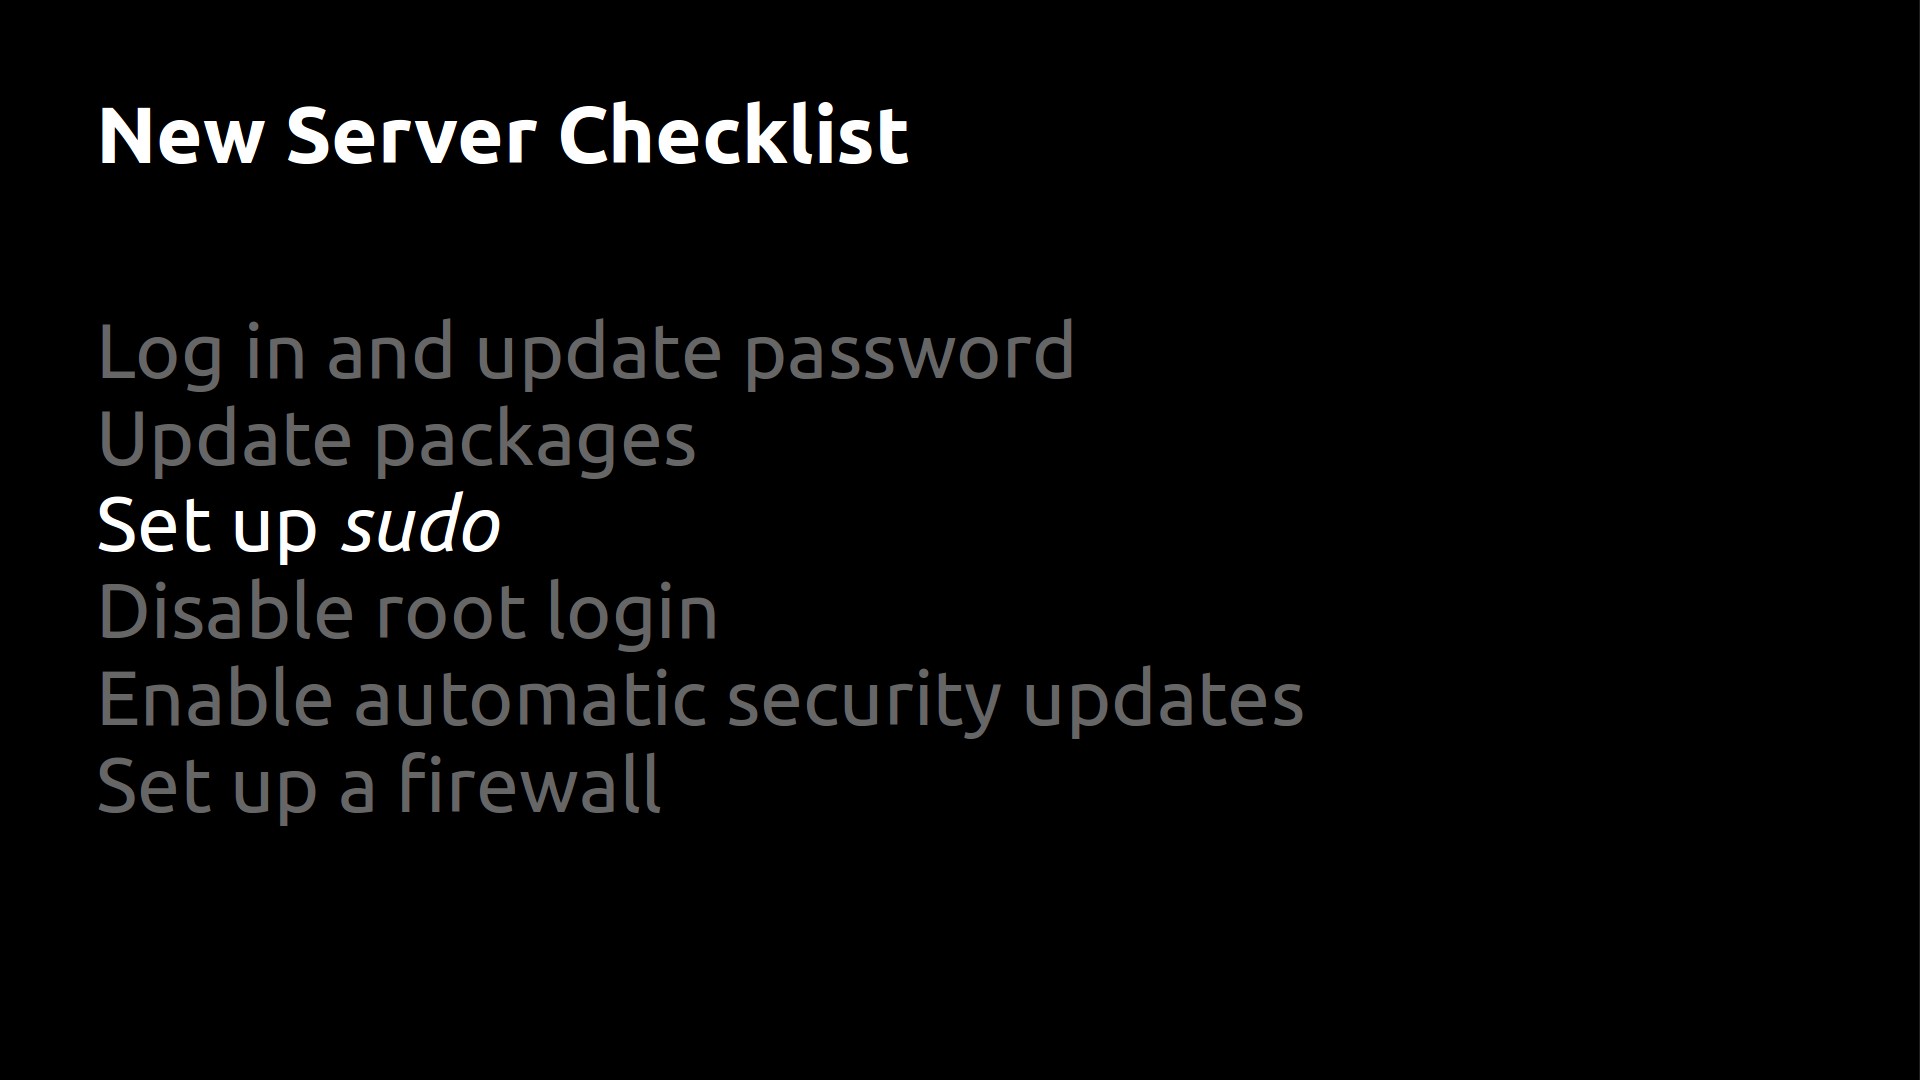 New Server Checklist
Log in and update password
Update packages
Set up sudo
Disable root login
Enable automatic security updates
Set up a firewall